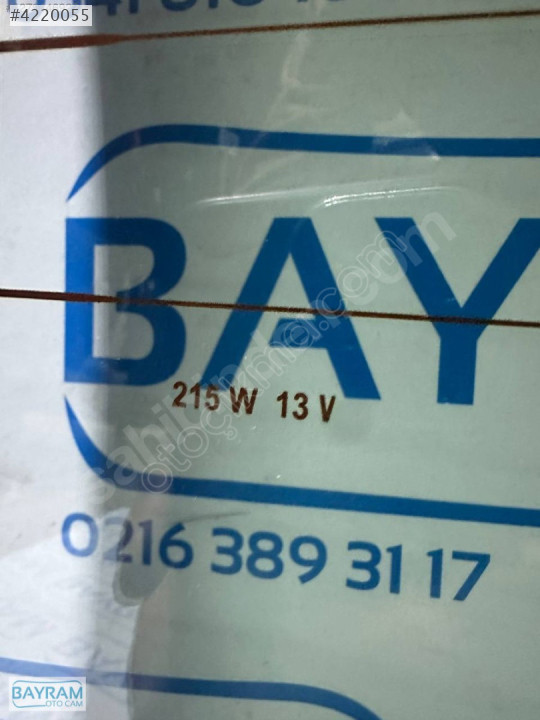 #4220055
BAY
215 W 13 V
0216 389 31 17
BAYRAM
OTO CAM